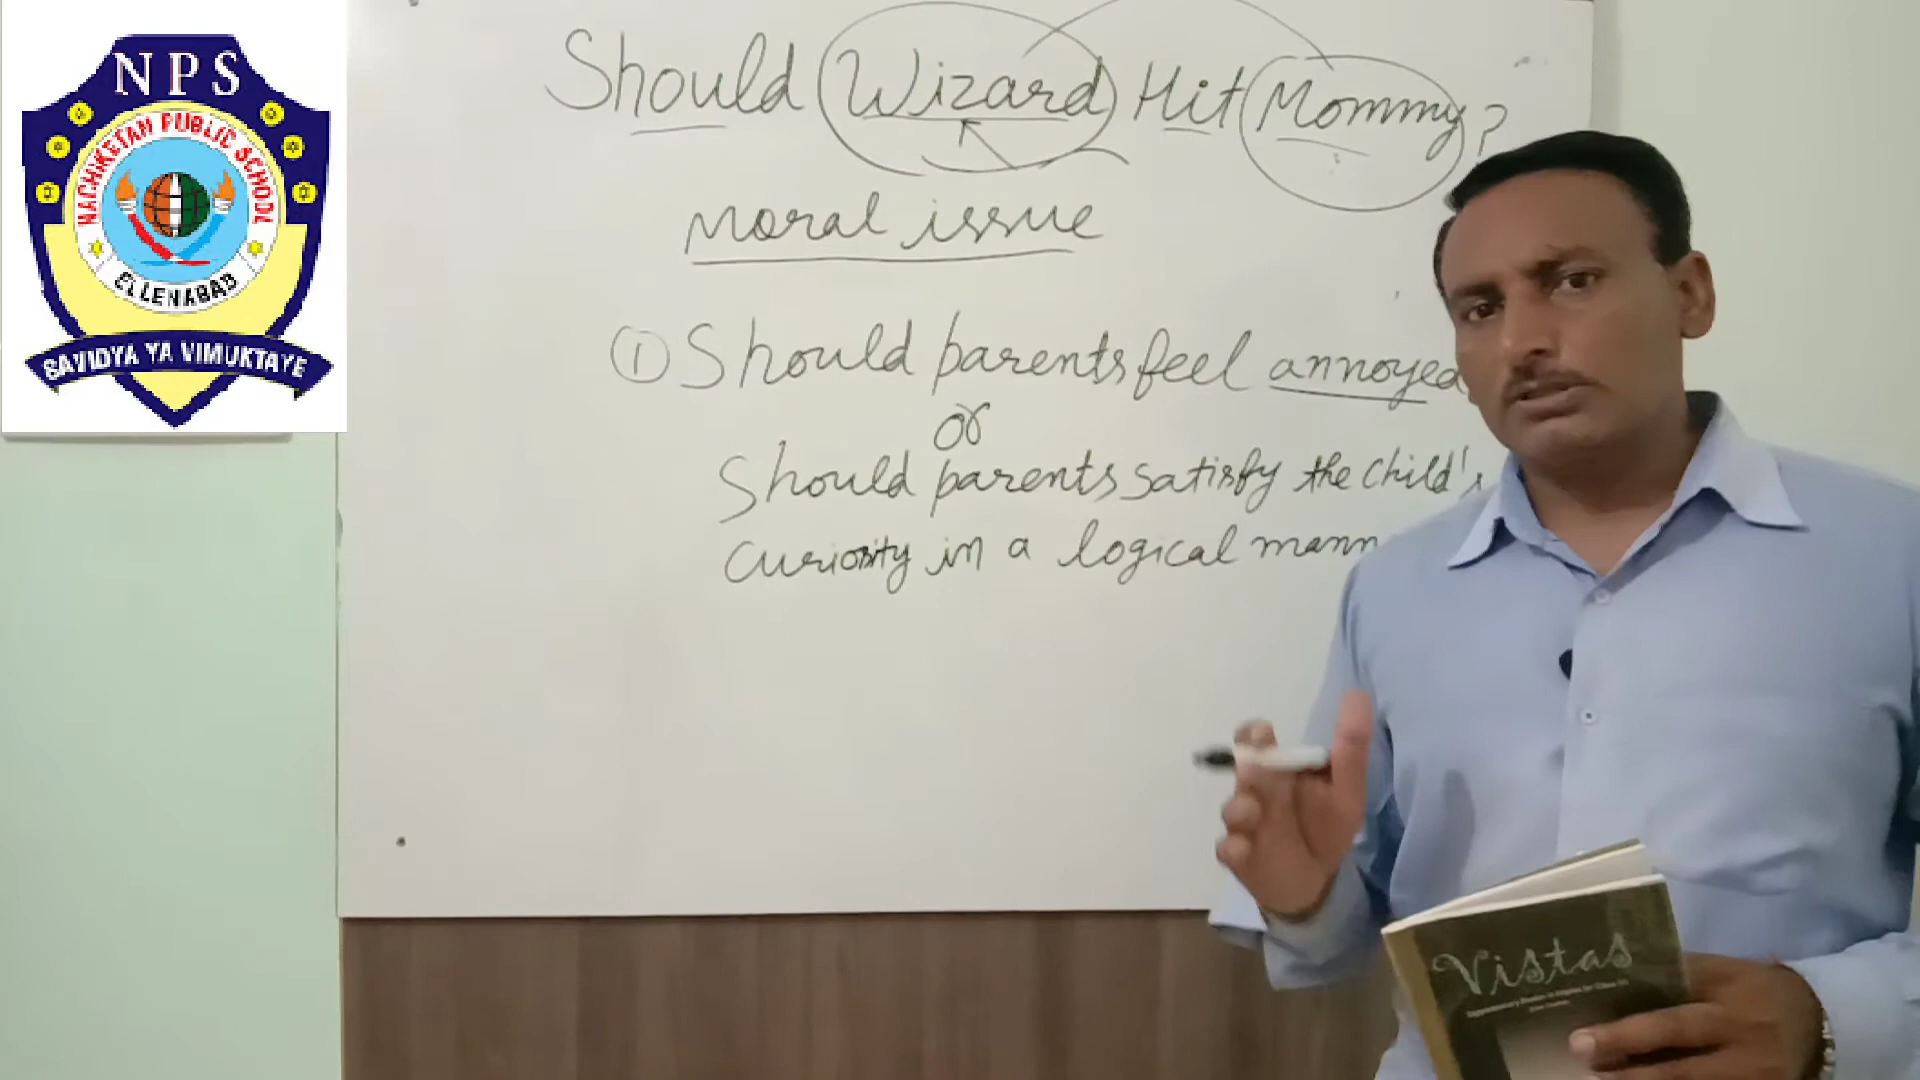 NPS
NACHIKETAN PUBLIC SCHOOL
ELLENABAD
SAVIDYA YA VIMUKTAYE
Should Wizard Hit Mommy?
Moral issue
① Should parents feel annoyed
or
Should parents satisfy the child's
curiosity in a logical mann
Vistas